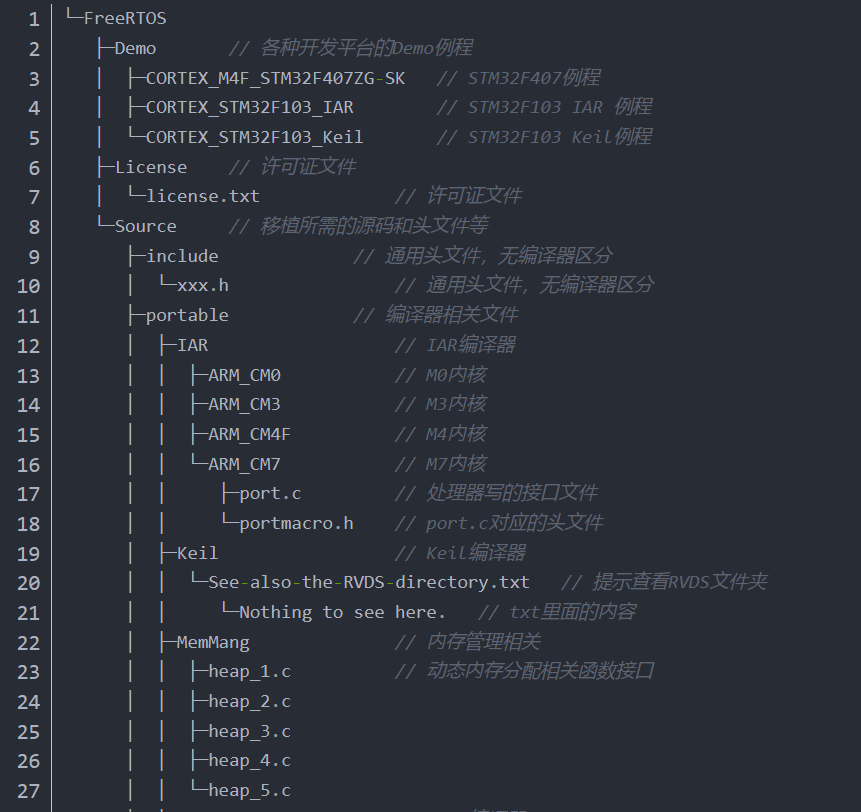 1 └─FreeRTOS
2 ├─Demo // 各种开发平台的Demo例程
3 │ ├─CORTEX_M4F_STM32F407ZG-SK // STM32F407例程
4 │ ├─CORTEX_STM32F103_IAR // STM32F103 IAR 例程
5 │ └─CORTEX_STM32F103_Keil // STM32F103 Keil例程
6 ├─License // 许可证文件
7 │ └─license.txt // 许可证文件
8 └─Source // 移植所需的源码和头文件等
9 ├─include // 通用头文件，无编译器区分
10 │ └─xxx.h // 通用头文件，无编译器区分
11 ├─portable // 编译器相关文件
12 │ ├─IAR // IAR编译器
13 │ │ ├─ARM_CM0 // M0内核
14 │ │ ├─ARM_CM3 // M3内核
15 │ │ ├─ARM_CM4F // M4内核
16 │ │ └─ARM_CM7 // M7内核
17 │ │ ├─port.c // 处理器写的接口文件
18 │ │ └─portmacro.h // port.c对应的头文件
19 │ ├─Keil // Keil编译器
20 │ │ └─See-also-the-RVDS-directory.txt // 提示查看RVDS文件夹
21 │ │ └─Nothing to see here. // txt里面的内容
22 │ ├─MemMang // 内存管理相关
23 │ │ ├─heap_1.c // 动态内存分配相关函数接口
24 │ │ ├─heap_2.c
25 │ │ ├─heap_3.c
26 │ │ ├─heap_4.c
27 │ │ └─heap_5.c